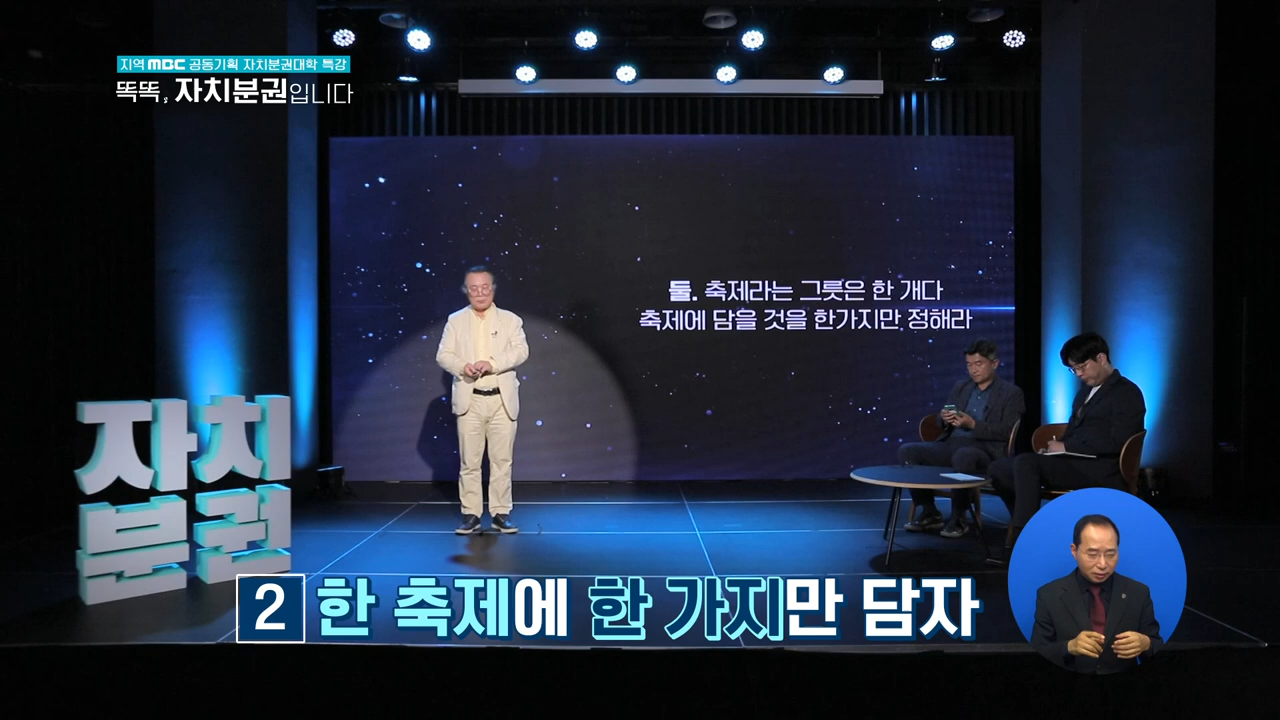 지역 MBC 공동기획 자치분권대학 특강
똑똑, 자치분권입니다
둘. 축제라는 그릇은 한 개다
축제에 담을 것을 한가지만 정해라
자치
분권
2 한 축제에 한 가지만 담자